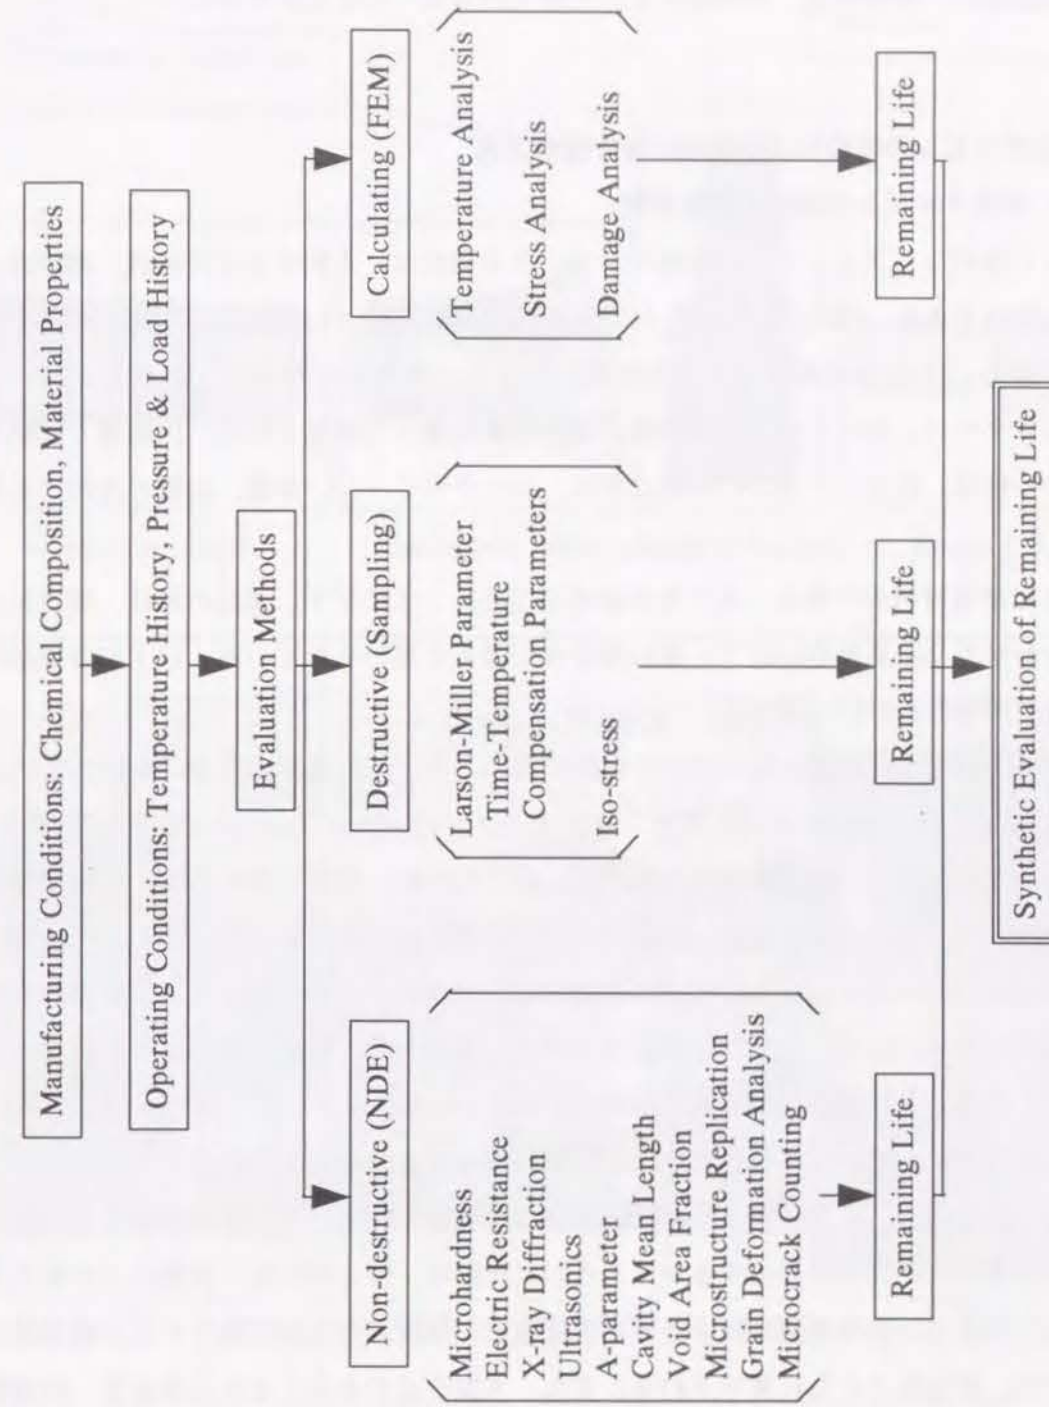 Manufacturing Conditions: Chemical Composition, Material Properties
Operating Conditions: Temperature History, Pressure & Load History
Evaluation Methods
Non-destructive (NDE)
Microhardness
Electric Resistance
X-ray Diffraction
Ultrasonics
A-parameter
Cavity Mean Length
Void Area Fraction
Microstructure Replication
Grain Deformation Analysis
Microcrack Counting
Remaining Life
Destructive (Sampling)
Larson-Miller Parameter
Time-Temperature
Compensation Parameters
Iso-stress
Remaining Life
Calculating (FEM)
Temperature Analysis
Stress Analysis
Damage Analysis
Remaining Life
Synthetic Evaluation of Remaining Life